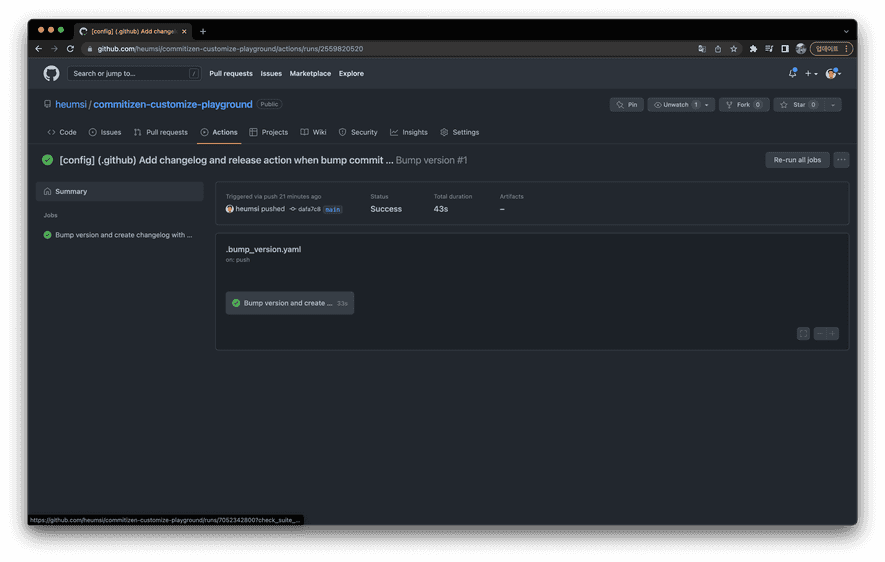 [config] (.github) Add change
github.com/heumsi/commitizen-customize-playground/actions/runs/2559820520
업데이트
Search or jump to... /
Pull requests Issues Marketplace Explore
heumsi / commitizen-customize-playground Public
Pin Unwatch 1 Fork 0 Star 0
Code Issues Pull requests Actions Projects Wiki Security Insights Settings
[config] (.github) Add changelog and release action when bump commit ... Bump version #1
Re-run all jobs
Summary
Jobs
Bump version and create changelog with ...
Triggered via push 21 minutes ago Status Total duration Artifacts
heumsi pushed dafa7c8 main Success 43s –
.bump_version.yaml
on: push
Bump version and create ... 33s
https://github.com/heumsi/commitizen-customize-playground/runs/7052342800?check_suite_...